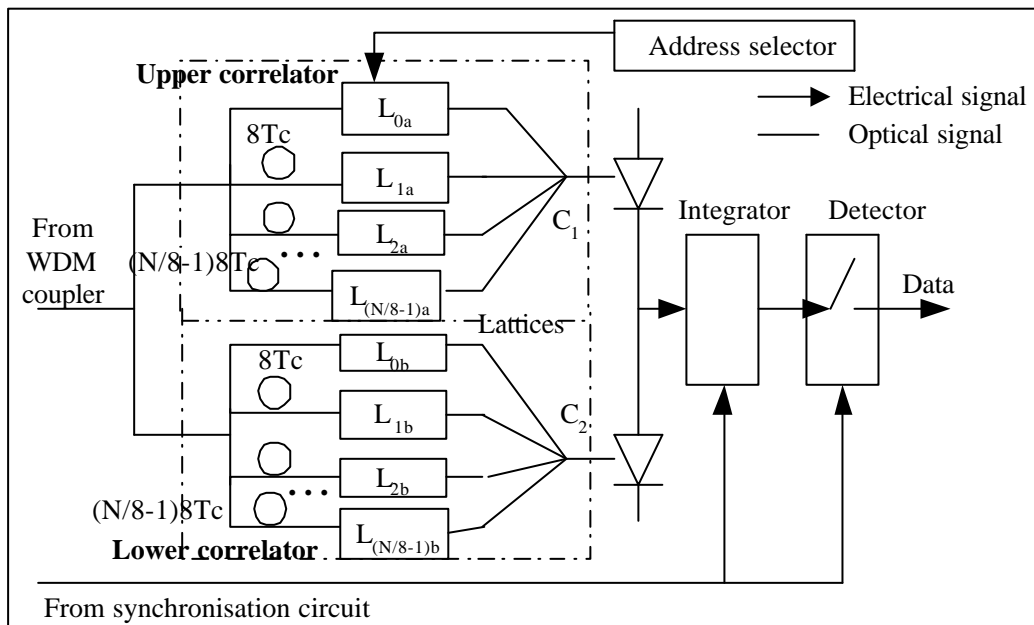 Address selector
Upper correlator
Electrical signal
Optical signal
L0a
8Tc
L1a
From
WDM
coupler
L2a
C1
Integrator
Detector
(N/8-1)8Tc
...
L(N/8-1)a
Data
Lattices
L0b
8Tc
L1b
C2
L2b
...
(N/8-1)8Tc
L(N/8-1)b
Lower correlator
From synchronisation circuit